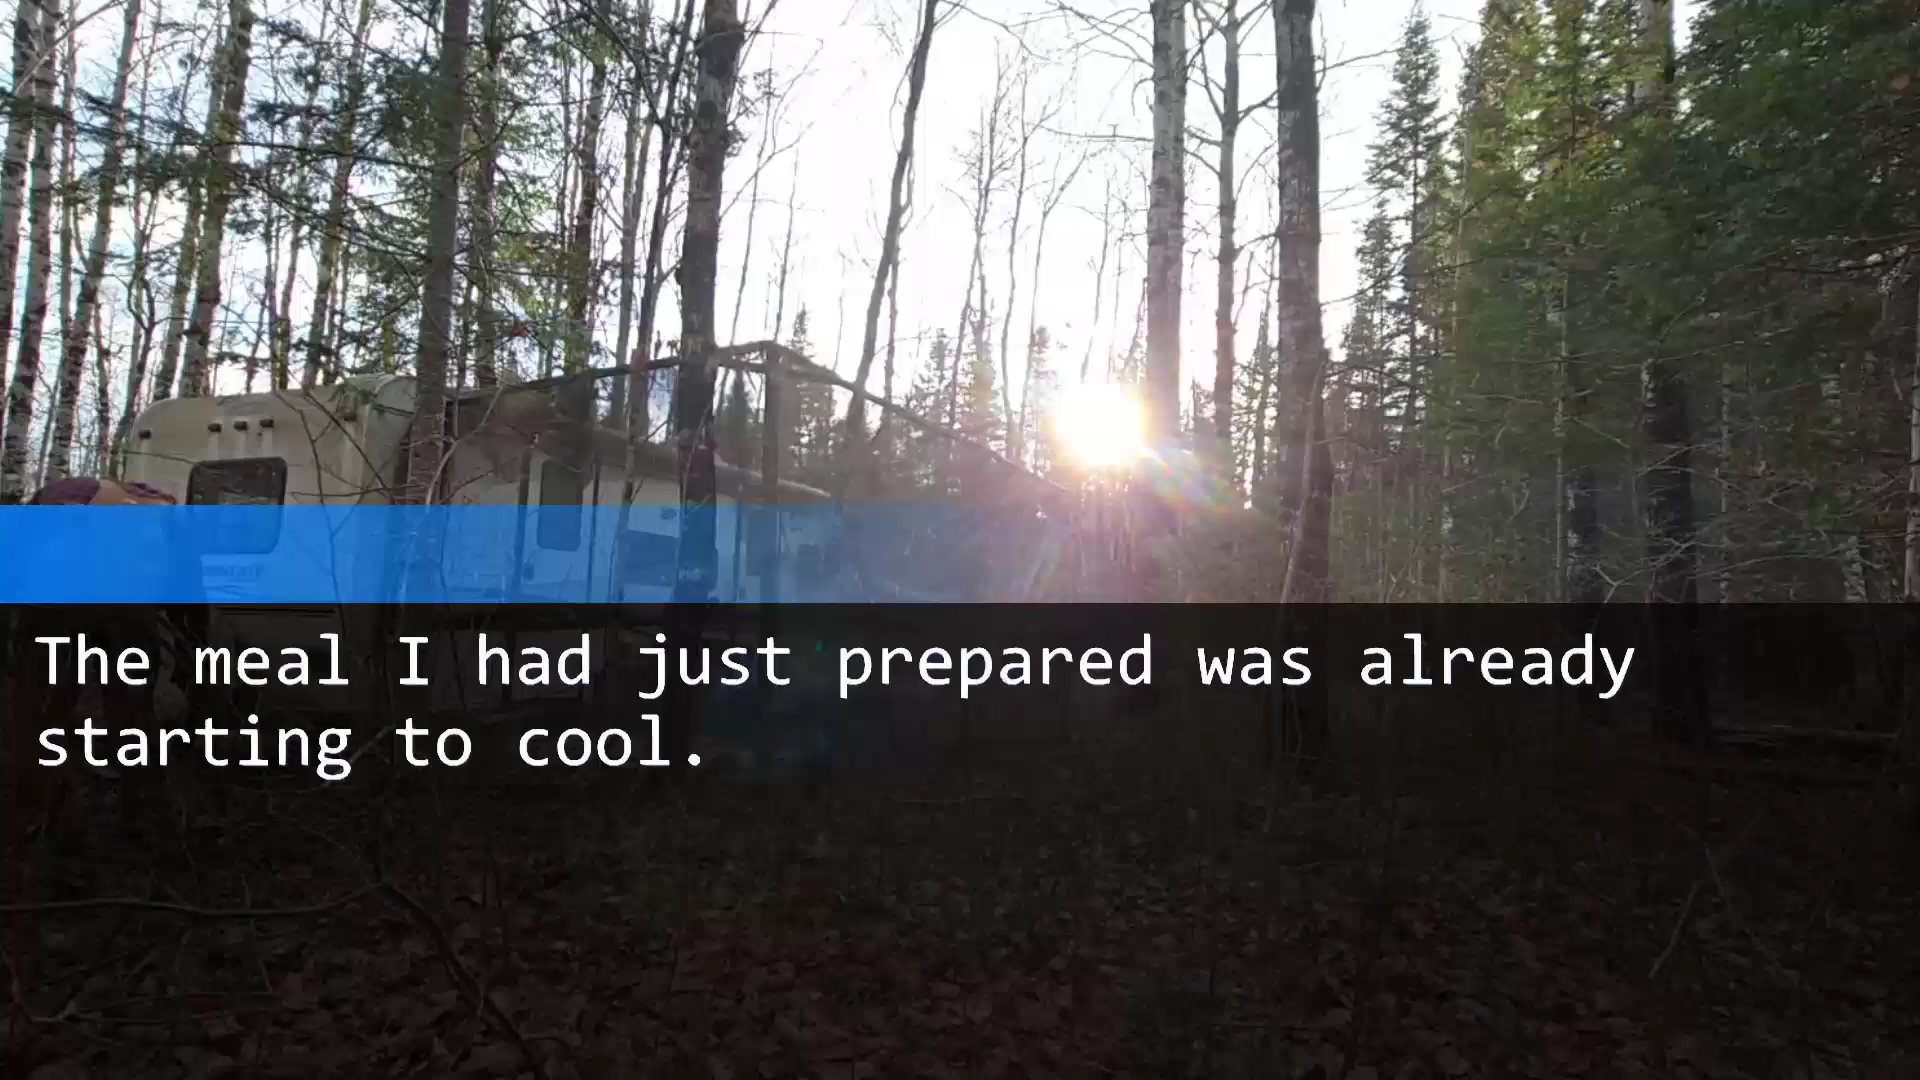 The meal I had just prepared was already
starting to cool.